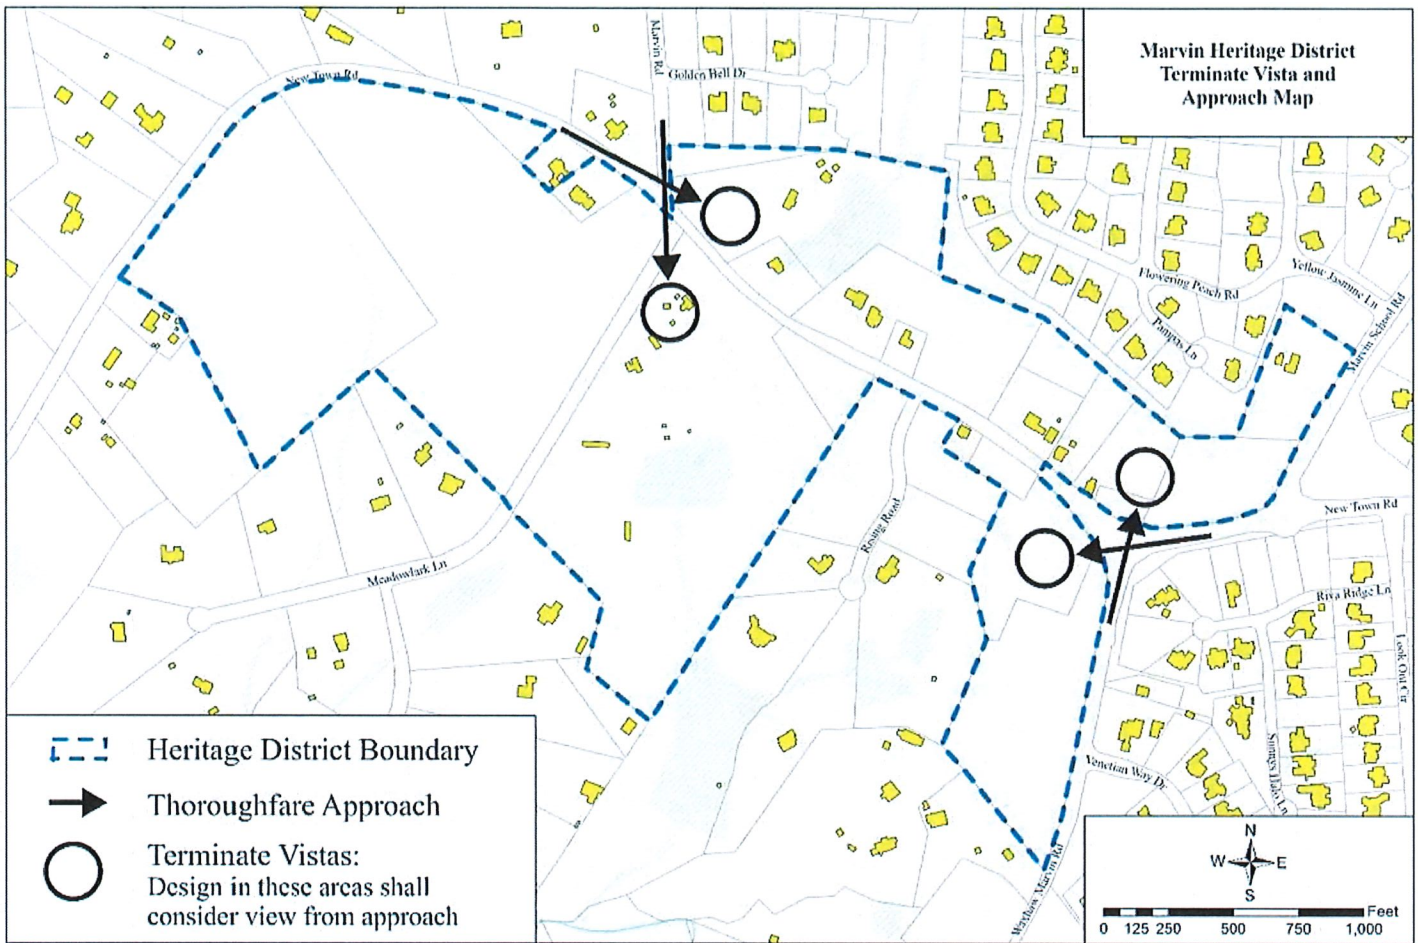 Marvin Heritage District
Terminate Vista and
Approach Map
New Town Rd
Marvin Rd
Golden Bell Dr
Flowering Peach Rd
Yellow Jasmine Ln
Marvin School Rd
Pampas Ln
New Town Rd
Rising Road
Meadowlark Ln
Riva Ridge Ln
Look Out Cir
Venetian Way Dr
Waxhaw Marvin Rd
Heritage District Boundary
Thoroughfare Approach
Terminate Vistas:
Design in these areas shall
consider view from approach
N
W
E
S
Feet
0 125 250 500 750 1,000